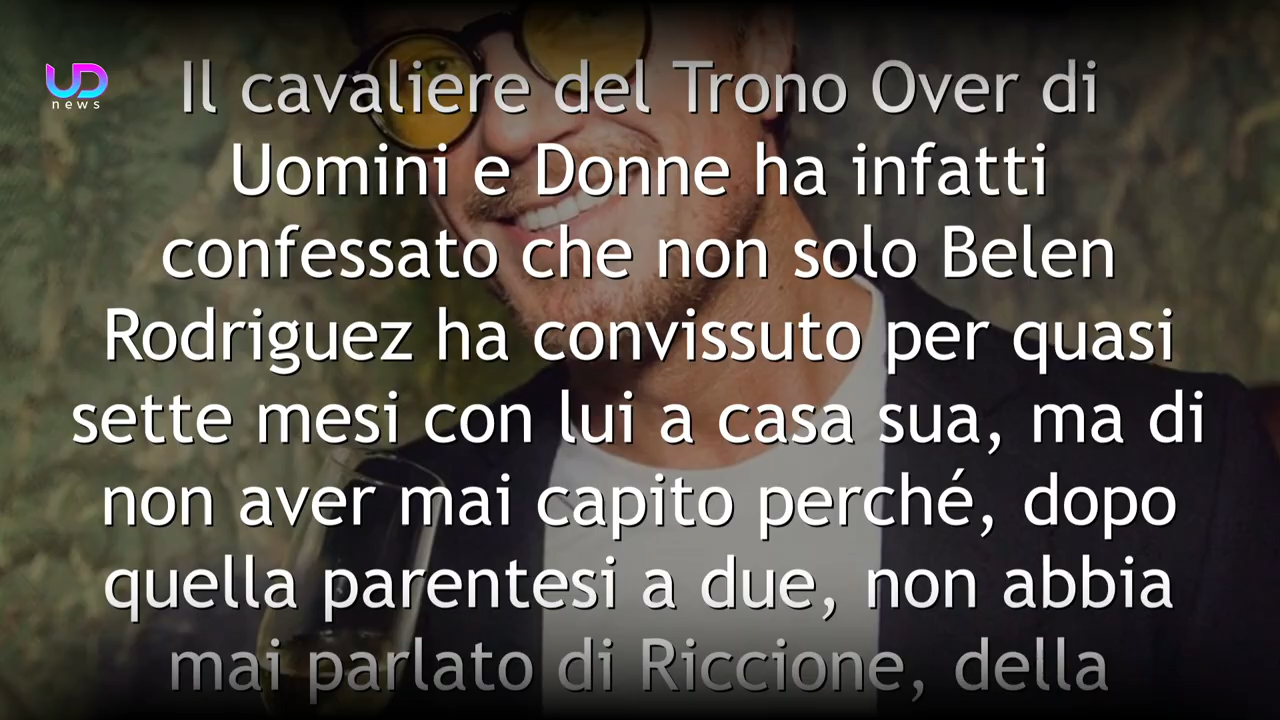 UD
news
Il cavaliere del Trono Over di
Uomini e Donne ha infatti
confessato che non solo Belen
Rodriguez ha convissuto per quasi
sette mesi con lui a casa sua, ma di
non aver mai capito perché, dopo
quella parentesi a due, non abbia
mai parlato di Riccione, della